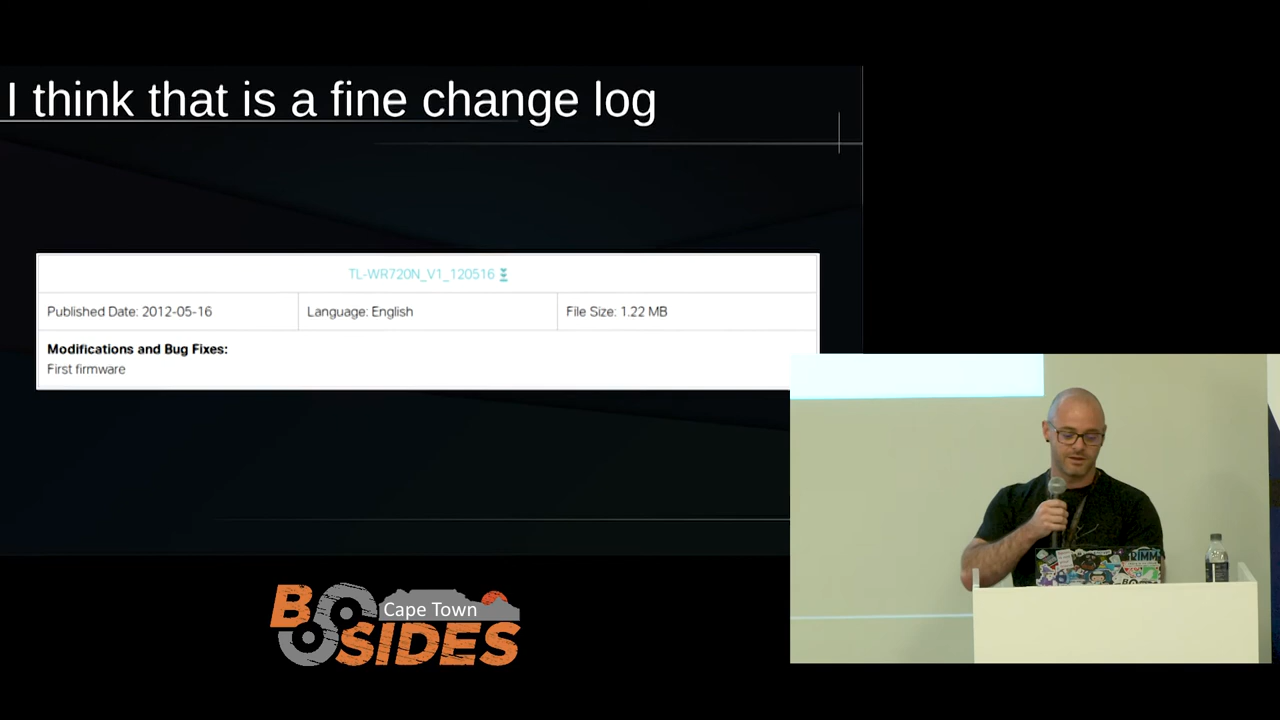 I think that is a fine change log
TL-WR720N_V1_120516
Published Date: 2012-05-16
Language: English
File Size: 1.22 MB
Modifications and Bug Fixes:
First firmware
BSIDES
Cape Town
RIMM